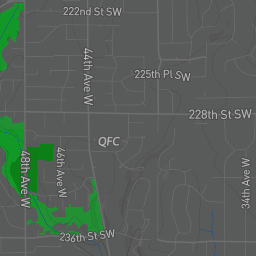 222nd St SW
44th Ave W
225th Pl SW
228th St SW
QFC
48th Ave W
46th Ave W
34th Ave W
236th St SW